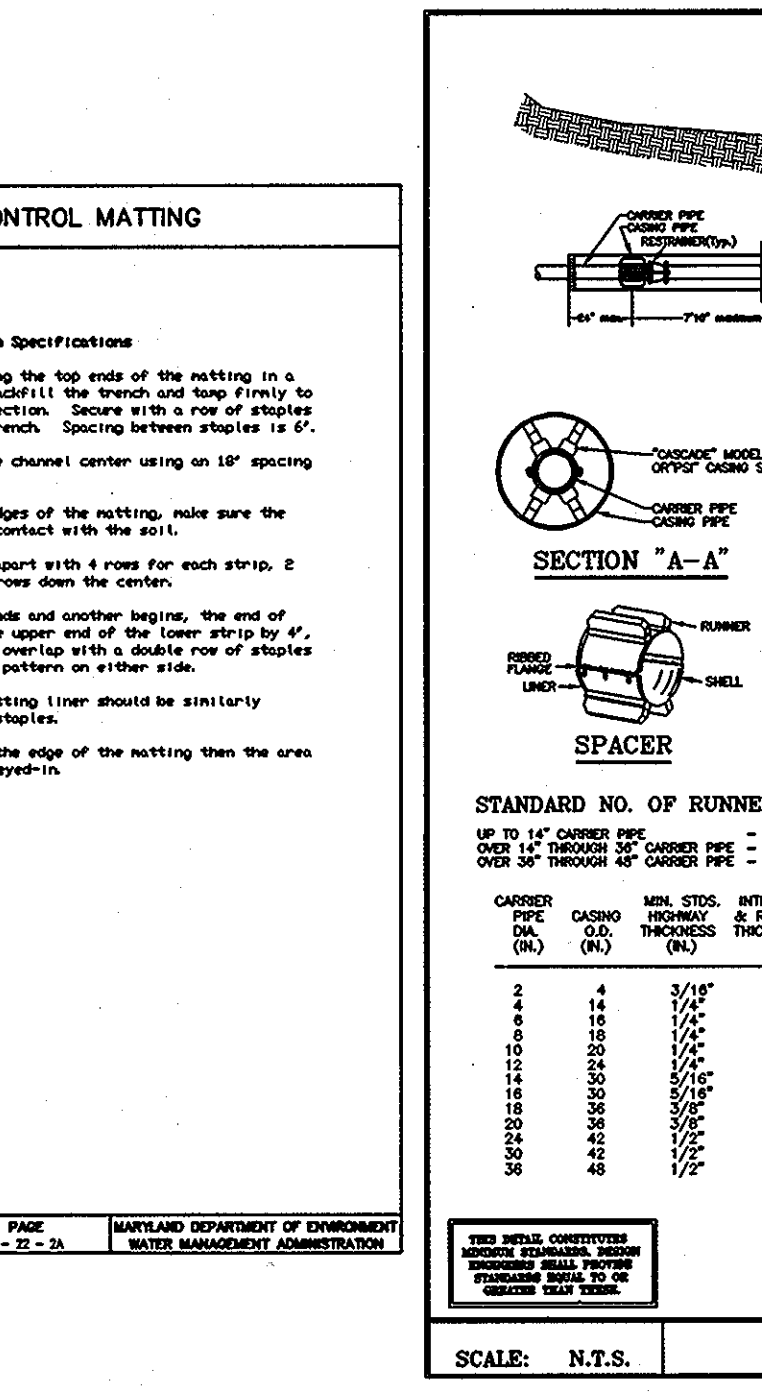 ONTROL MATTING
Specifications
ng the top ends of the matting in a
ackfill the trench and tamp firmly to
ection. Secure with a row of staples
rench. Spacing between staples is 6".
e channel center using an 18" spacing
dges of the matting, make sure the
contact with the soil.
apart with 4 rows for each strip, 2
rows down the center.
nds and another begins, the end of
e upper end of the lower strip by 4",
overlap with a double row of staples
pattern on either side.
tting liner should be similarly
staples.
the edge of the matting then the area
eyed-in.
PAGE
- 22 - 2A
MARYLAND DEPARTMENT OF ENVIRONMENT
WATER MANAGEMENT ADMINISTRATION
CARRIER PIPE
CASING PIPE
RESTRAINER(Typ.)
24" max.
7'10" maximum
"CASCADE" MODEL
OR"PSI" CASING S
CARRIER PIPE
CASING PIPE
SECTION "A-A"
RUNNER
RIBBED
FLANGE
LINER
SHELL
SPACER
STANDARD NO. OF RUNNE
UP TO 14" CARRIER PIPE -
OVER 14" THROUGH 36" CARRIER PIPE -
OVER 36" THROUGH 48" CARRIER PIPE -
CARRIER PIPE DIA. (IN.) CASING O.D. (IN.) MIN. STDS. HIGHWAY THICKNESS (IN.) INT & R THIC
2 4 3/16"
4 14 1/4"
6 16 1/4"
8 18 1/4"
10 20 1/4"
12 24 1/4"
14 30 5/16"
16 30 5/16"
18 36 3/8"
20 36 3/8"
24 42 1/2"
30 42 1/2"
36 48 1/2"
THIS DETAIL CONSTITUTES
MINIMUM STANDARDS. DESIGN
ENGINEERS SHALL PROVIDE
STANDARDS EQUAL TO OR
GREATER THAN THESE.
SCALE: N.T.S.